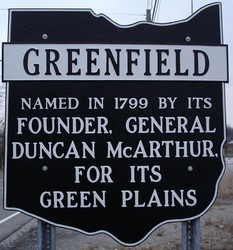 GREENFIELD
NAMED IN 1799 BY ITS
FOUNDER, GENERAL
DUNCAN McARTHUR,
FOR ITS
GREEN PLAINS